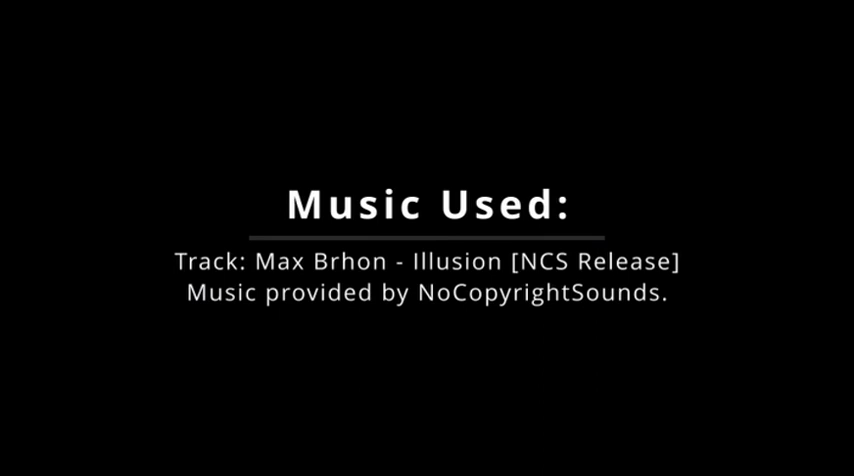 Music Used:
Track: Max Brhon - Illusion [NCS Release]
Music provided by NoCopyrightSounds.